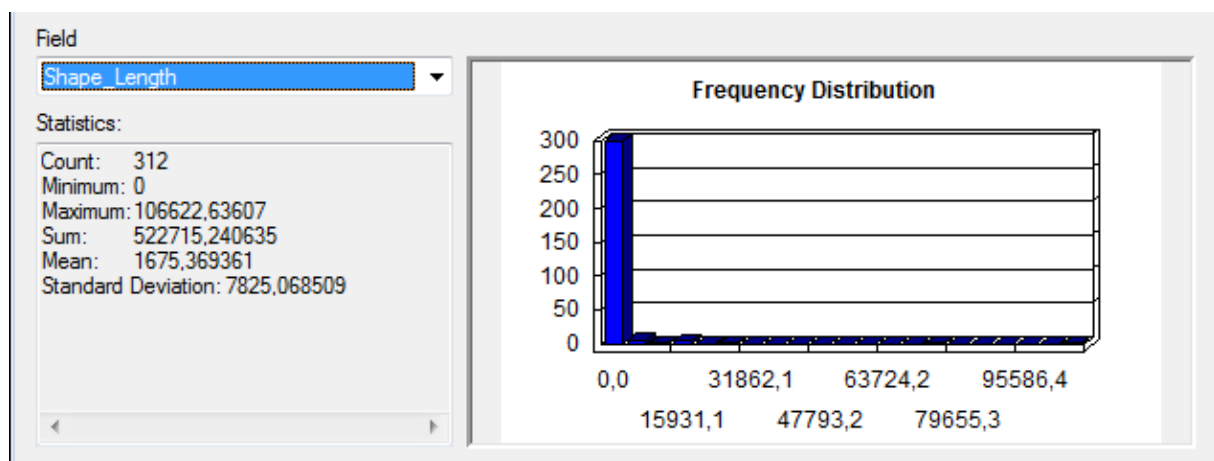 Field
Shape_Length
Statistics:
Count: 312
Minimum: 0
Maximum: 106622,63607
Sum: 522715,240635
Mean: 1675,369361
Standard Deviation: 7825,068509
Frequency Distribution
300
250
200
150
100
50
0
0,0 31862,1 63724,2 95586,4
15931,1 47793,2 79655,3